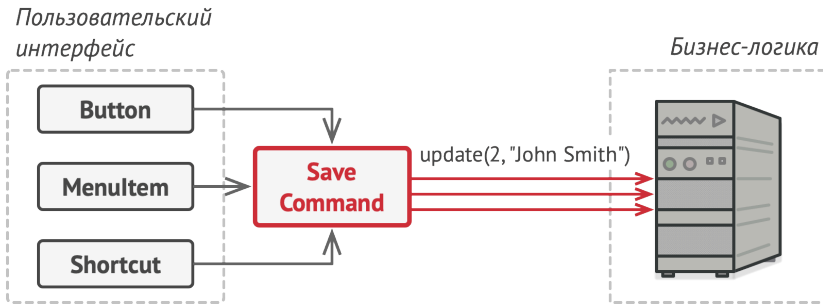 Пользовательский
интерфейс
Бизнес-логика
Button
MenuItem
Shortcut
Save
Command
update(2, "John Smith")